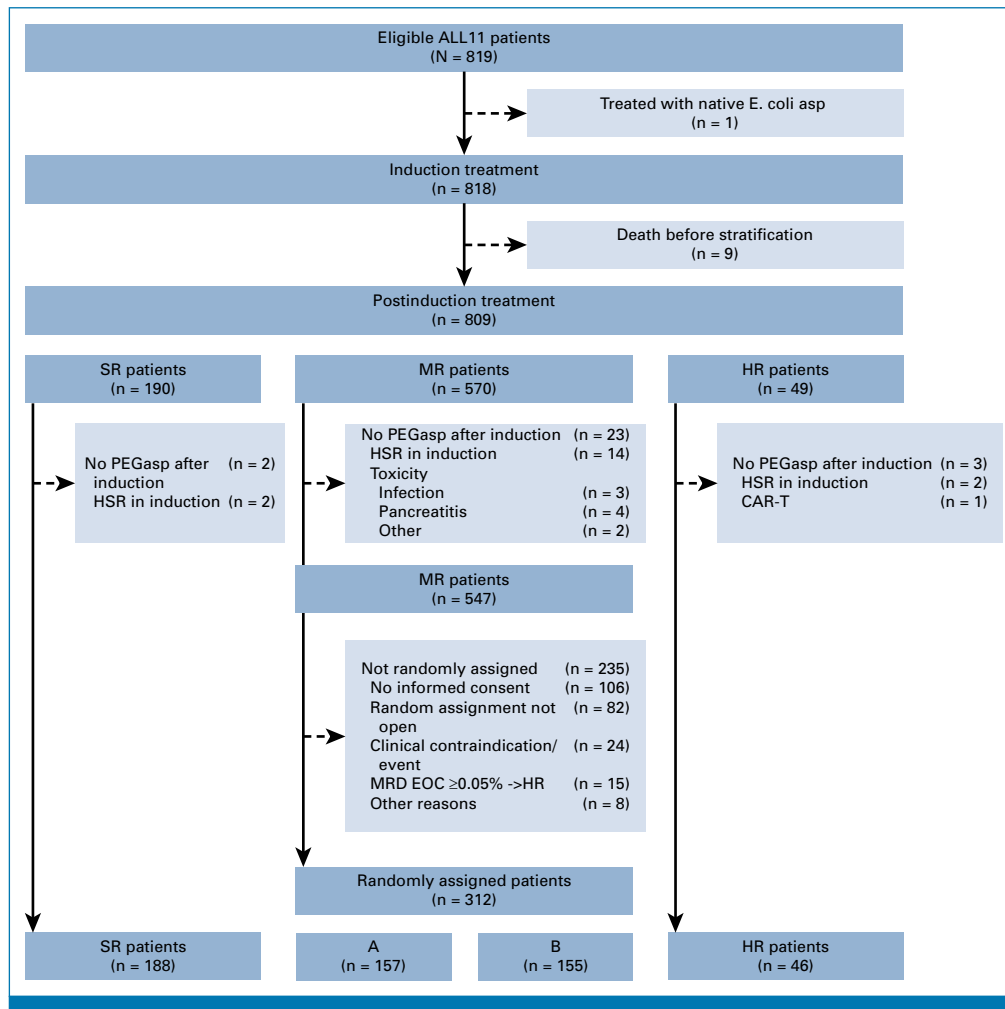 Eligible ALL11 patients
(N = 819)
Treated with native E. coli asp
(n = 1)
Induction treatment
(n = 818)
Death before stratification
(n = 9)
Postinduction treatment
(n = 809)
SR patients
(n = 190)
MR patients
(n = 570)
HR patients
(n = 49)
No PEGasp after (n = 2)
induction
HSR in induction (n = 2)
No PEGasp after induction (n = 23)
HSR in induction (n = 14)
Toxicity
Infection (n = 3)
Pancreatitis (n = 4)
Other (n = 2)
No PEGasp after induction (n = 3)
HSR in induction (n = 2)
CAR-T (n = 1)
MR patients
(n = 547)
Not randomly assigned (n = 235)
No informed consent (n = 106)
Random assignment not (n = 82)
open
Clinical contraindication/ (n = 24)
event
MRD EOC ≥0.05% ->HR (n = 15)
Other reasons (n = 8)
Randomly assigned patients
(n = 312)
SR patients
(n = 188)
A
(n = 157)
B
(n = 155)
HR patients
(n = 46)